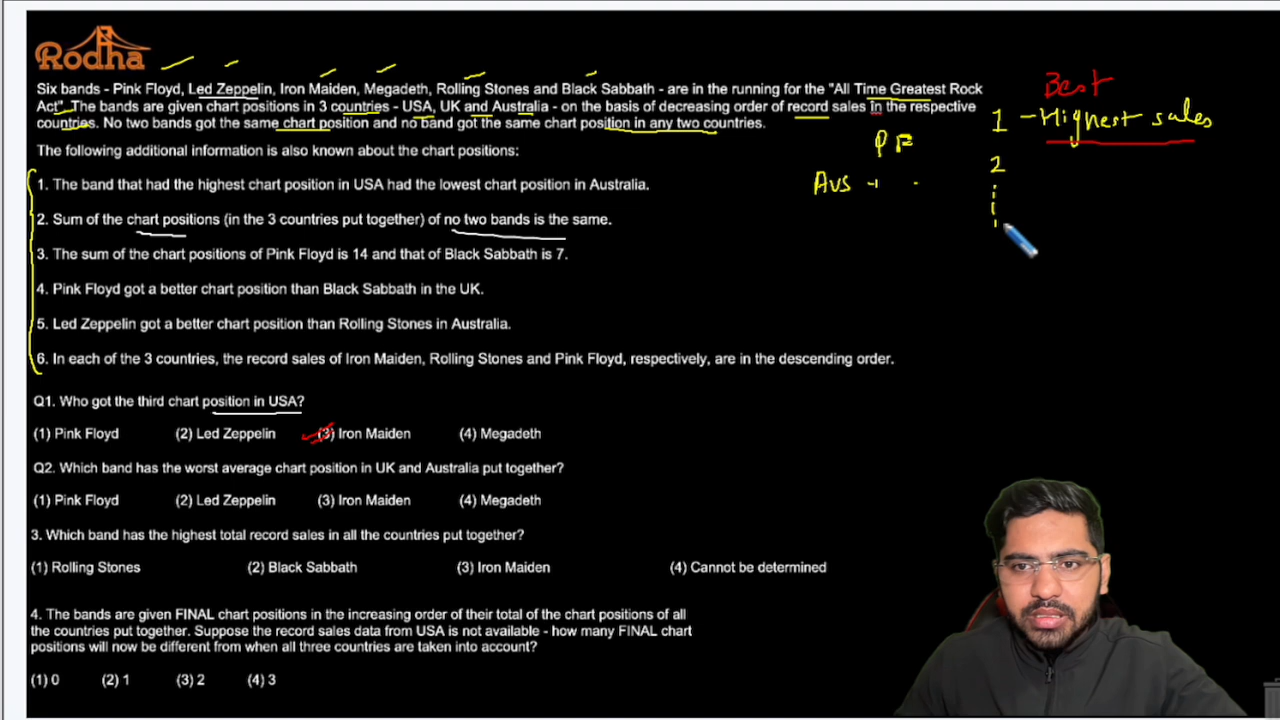 Rodha
Six bands - Pink Floyd, Led Zeppelin, Iron Maiden, Megadeth, Rolling Stones and Black Sabbath - are in the running for the "All Time Greatest Rock
Act". The bands are given chart positions in 3 countries - USA, UK and Australia - on the basis of decreasing order of record sales in the respective
countries. No two bands got the same chart position and no band got the same chart position in any two countries.
The following additional information is also known about the chart positions:
1. The band that had the highest chart position in USA had the lowest chart position in Australia.
2. Sum of the chart positions (in the 3 countries put together) of no two bands is the same.
3. The sum of the chart positions of Pink Floyd is 14 and that of Black Sabbath is 7.
4. Pink Floyd got a better chart position than Black Sabbath in the UK.
5. Led Zeppelin got a better chart position than Rolling Stones in Australia.
6. In each of the 3 countries, the record sales of Iron Maiden, Rolling Stones and Pink Floyd, respectively, are in the descending order.
Q1. Who got the third chart position in USA?
(1) Pink Floyd (2) Led Zeppelin (3) Iron Maiden (4) Megadeth
Q2. Which band has the worst average chart position in UK and Australia put together?
(1) Pink Floyd (2) Led Zeppelin (3) Iron Maiden (4) Megadeth
3. Which band has the highest total record sales in all the countries put together?
(1) Rolling Stones (2) Black Sabbath (3) Iron Maiden (4) Cannot be determined
4. The bands are given FINAL chart positions in the increasing order of their total of the chart positions of all
the countries put together. Suppose the record sales data from USA is not available - how many FINAL chart
positions will now be different from when all three countries are taken into account?
(1) 0 (2) 1 (3) 2 (4) 3
Best
1 - Highest sales
2
PF
Aus